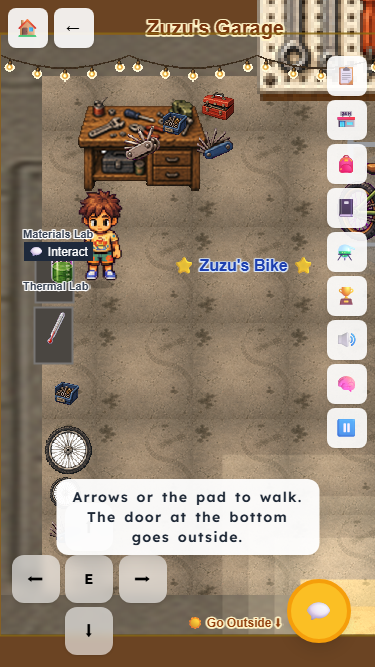 Zuzu's Garage
Materials Lab
Interact
Zuzu's Bike
Thermal Lab
Arrows or the pad to walk.
The door at the bottom
goes outside.
E
Go Outside